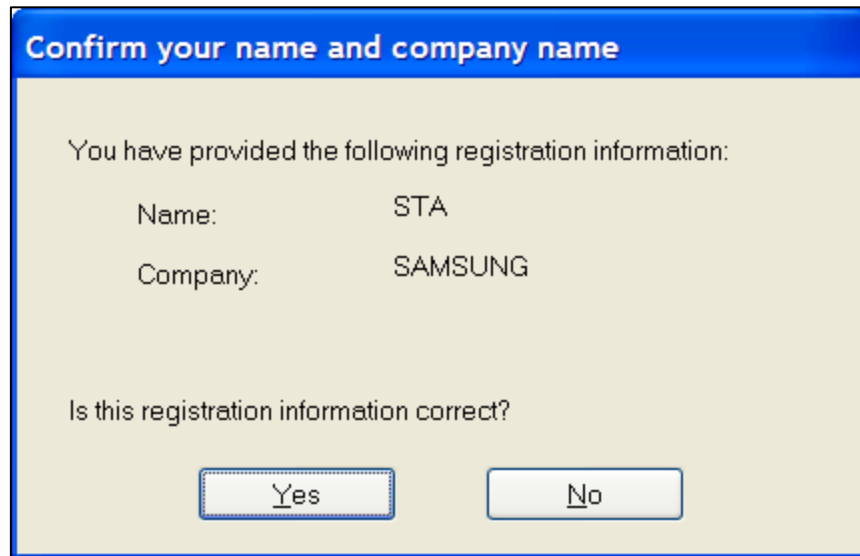 Confirm your name and company name
You have provided the following registration information:
Name: STA
Company: SAMSUNG
Is this registration information correct?
Yes No